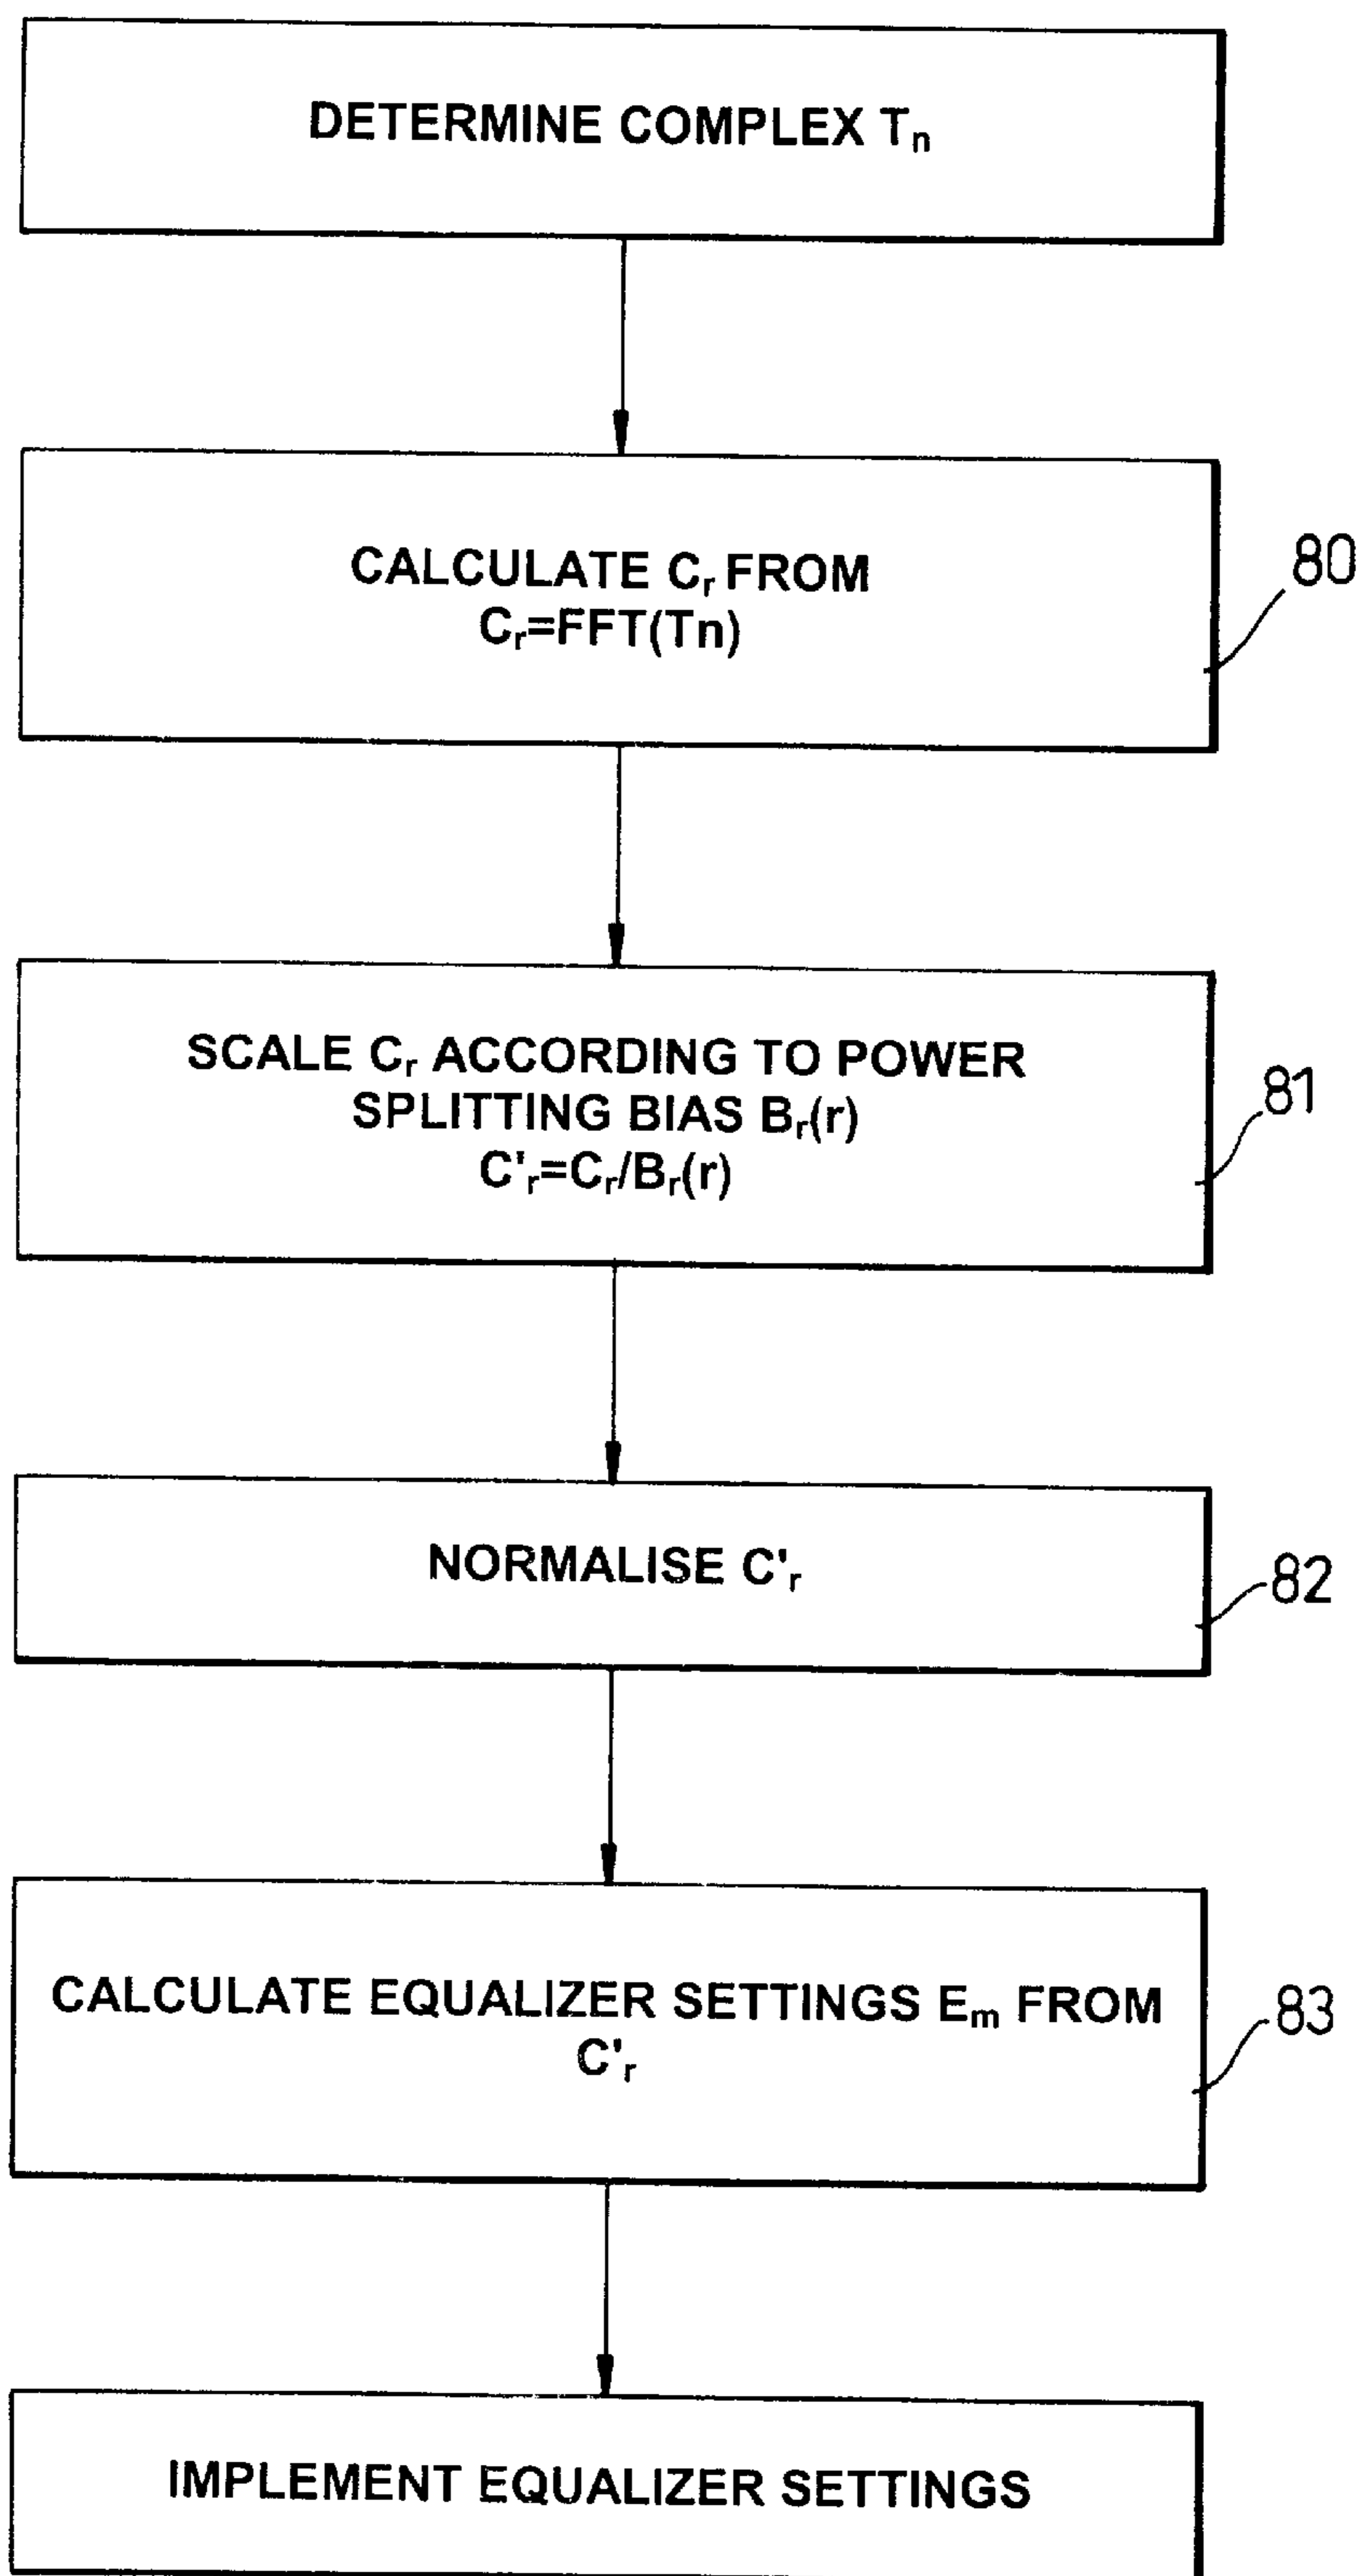 DETERMINE COMPLEX Tₙ
CALCULATE Cᵣ FROM
Cᵣ=FFT(Tn)
80
SCALE Cᵣ ACCORDING TO POWER
SPLITTING BIAS Bᵣ(r)
C'ᵣ=Cᵣ/Bᵣ(r)
81
NORMALISE C'ᵣ
82
CALCULATE EQUALIZER SETTINGS Eₘ FROM
C'ᵣ
83
IMPLEMENT EQUALIZER SETTINGS